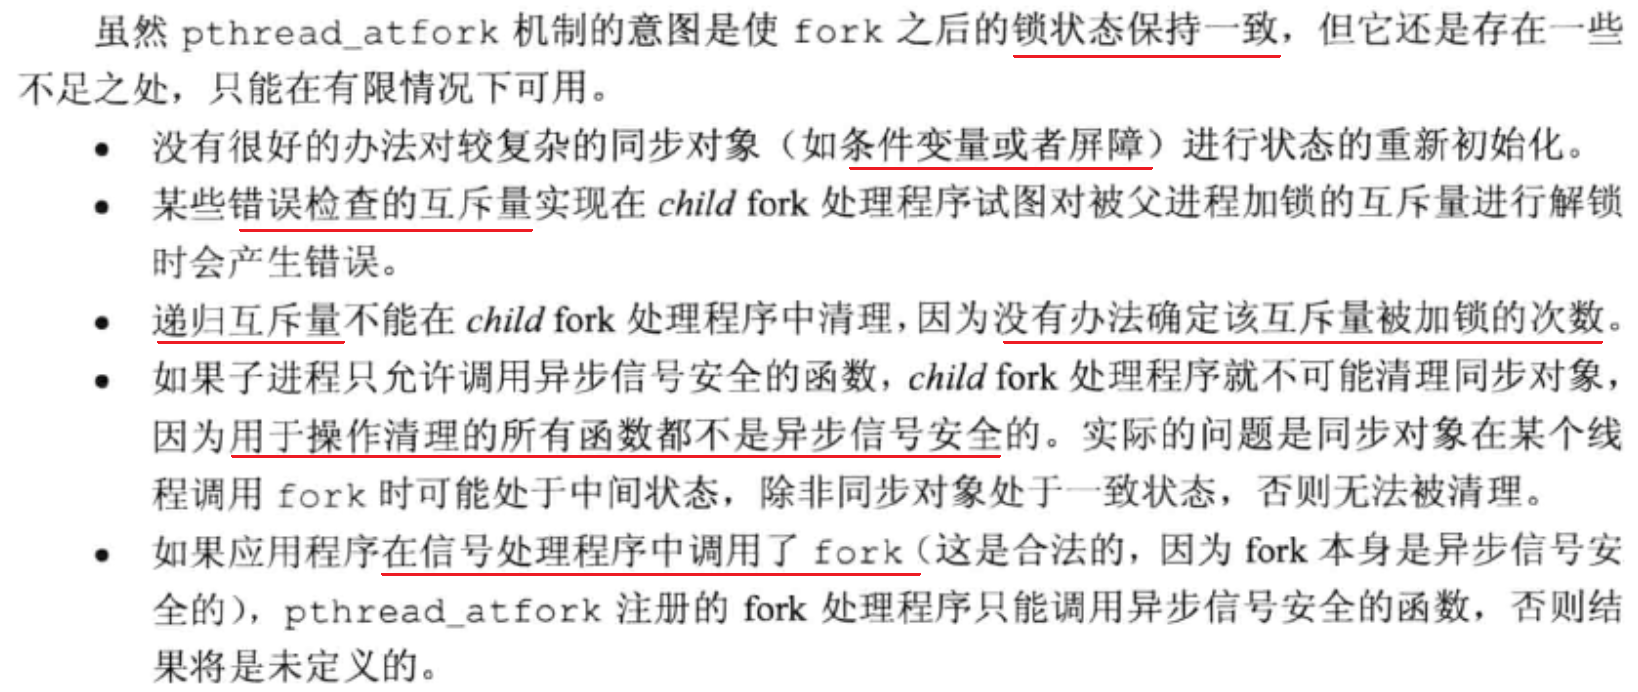 虽然 pthread_atfork 机制的意图是使 fork 之后的锁状态保持一致，但它还是存在一些
不足之处，只能在有限情况下可用。
• 没有很好的办法对较复杂的同步对象（如条件变量或者屏障）进行状态的重新初始化。
• 某些错误检查的互斥量实现在 child fork 处理程序试图对被父进程加锁的互斥量进行解锁
时会产生错误。
• 递归互斥量不能在 child fork 处理程序中清理，因为没有办法确定该互斥量被加锁的次数。
• 如果子进程只允许调用异步信号安全的函数，child fork 处理程序就不可能清理同步对象，
因为用于操作清理的所有函数都不是异步信号安全的。实际的问题是同步对象在某个线
程调用 fork 时可能处于中间状态，除非同步对象处于一致状态，否则无法被清理。
• 如果应用程序在信号处理程序中调用了 fork（这是合法的，因为 fork 本身是异步信号安
全的），pthread_atfork 注册的 fork 处理程序只能调用异步信号安全的函数，否则结
果将是未定义的。